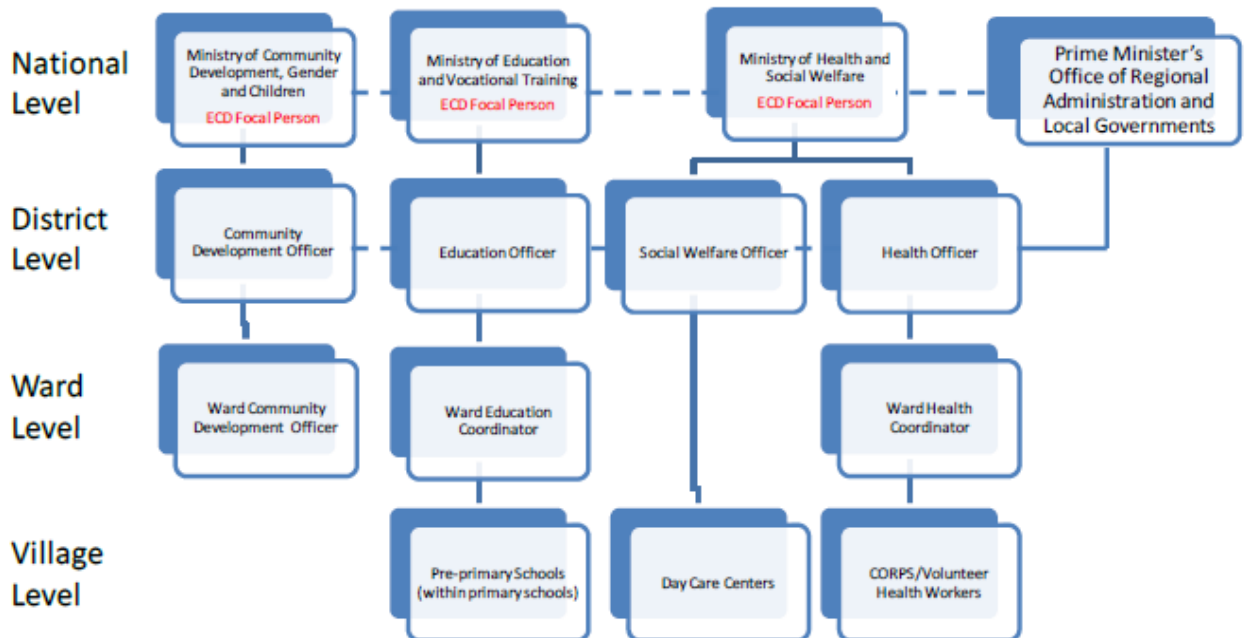 National
Level
Ministry of Community
Development, Gender
and Children
ECD Focal Person
Ministry of Education
and Vocational Training
ECD Focal Person
Ministry of Health and
Social Welfare
ECD Focal Person
Prime Minister's
Office of Regional
Administration and
Local Governments
District
Level
Community
Development Officer
Education Officer
Social Welfare Officer
Health Officer
Ward
Level
Ward Community
Development Officer
Ward Education
Coordinator
Ward Health
Coordinator
Village
Level
Pre-primary Schools
(within primary schools)
Day Care Centers
CORPS/Volunteer
Health Workers